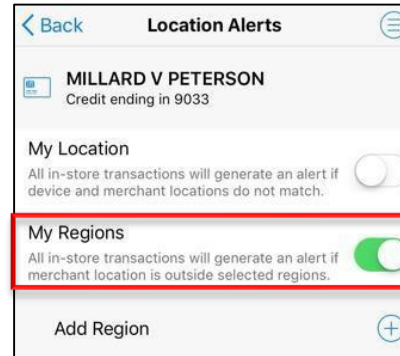 Back Location Alerts
MILLARD V PETERSON
Credit ending in 9033
My Location
All in-store transactions will generate an alert if
device and merchant locations do not match.
My Regions
All in-store transactions will generate an alert if
merchant location is outside selected regions.
Add Region